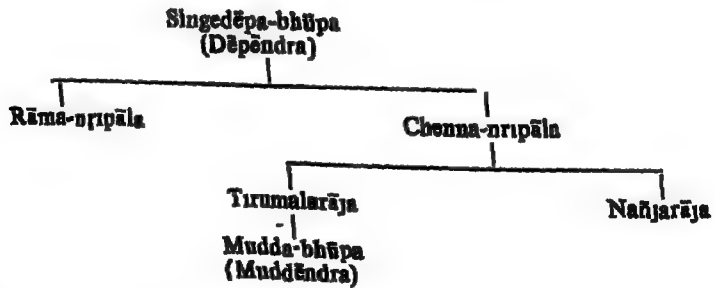 Singedēpa-bhūpa
(Dēpēndra)
Rāma-nṛipāla
Chenna-nṛipāla
Tirumalarāja
Nañjarāja
Mudda-bhūpa
(Muddēndra)